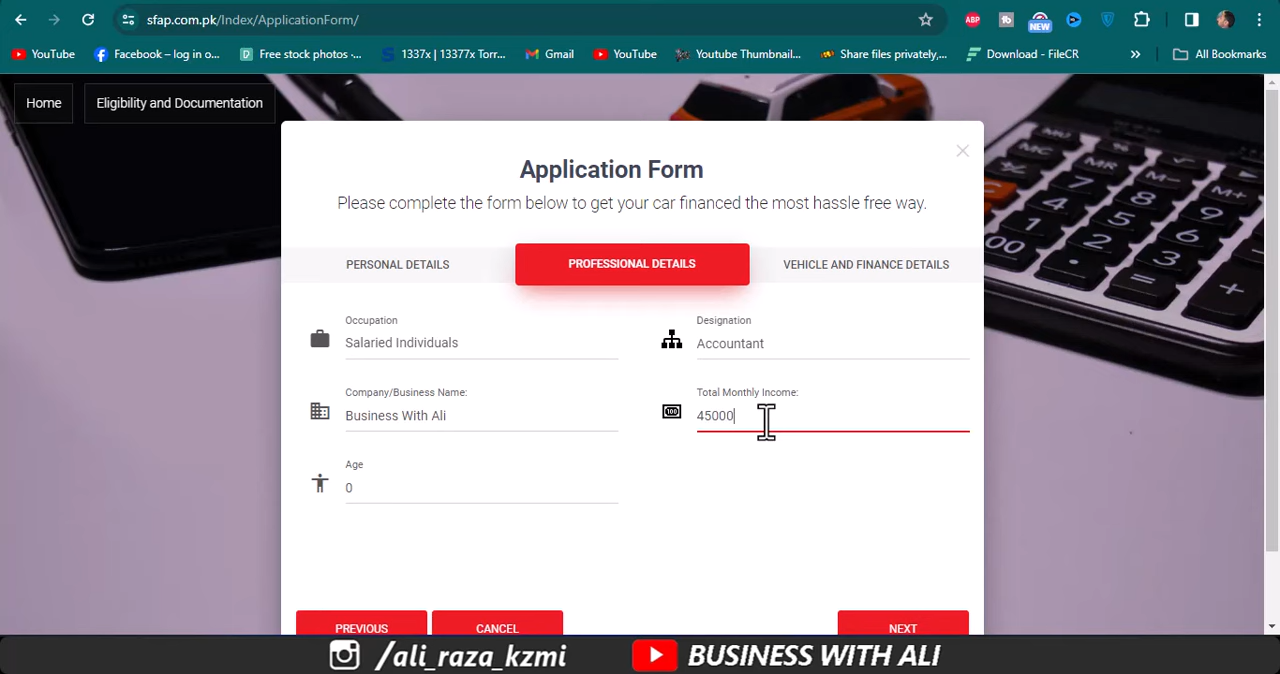 sfap.com.pk/Index/ApplicationForm/
ABP
NEW
YouTube
Facebook – log in o...
Free stock photos -...
1337x | 13377x Torr...
Gmail
YouTube
Youtube Thumbnail...
Share files privately,...
Download - FileCR
»
All Bookmarks
Home
Eligibility and Documentation
Application Form
Please complete the form below to get your car financed the most hassle free way.
PERSONAL DETAILS
PROFESSIONAL DETAILS
VEHICLE AND FINANCE DETAILS
Occupation
Salaried Individuals
Designation
Accountant
Company/Business Name:
Business With Ali
Total Monthly Income:
45000
Age
0
PREVIOUS
CANCEL
NEXT
/ali_raza_kzmi
BUSINESS WITH ALI